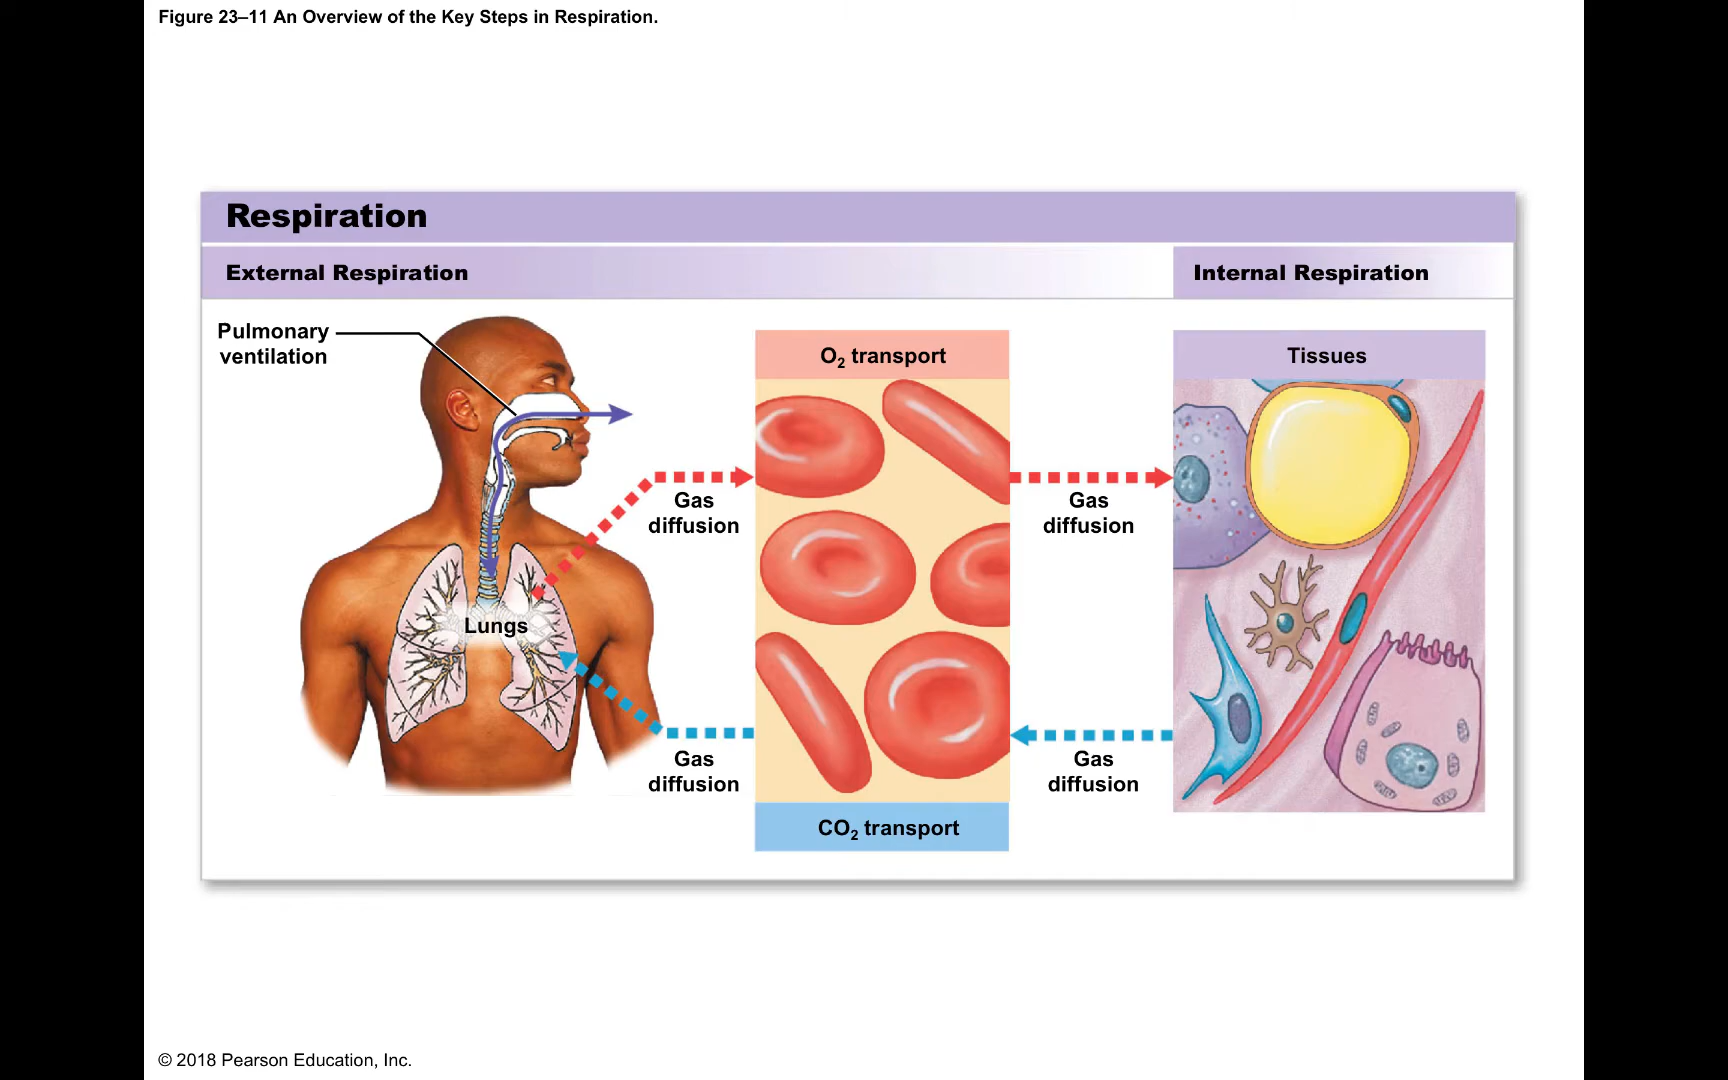 Figure 23–11 An Overview of the Key Steps in Respiration.
Respiration
External Respiration
Internal Respiration
Pulmonary
ventilation
O₂ transport
Tissues
Gas
diffusion
Gas
diffusion
Lungs
Gas
diffusion
Gas
diffusion
CO₂ transport
© 2018 Pearson Education, Inc.